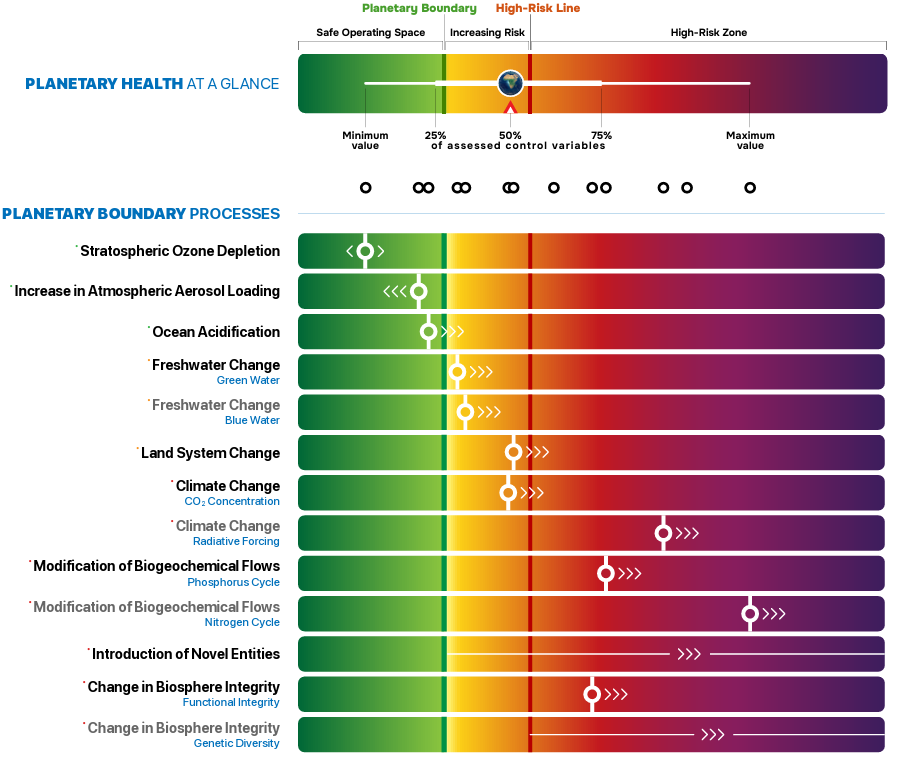 Planetary Boundary High-Risk Line
Safe Operating Space Increasing Risk High-Risk Zone
PLANETARY HEALTH AT A GLANCE
Minimum value 25% 50% 75% Maximum value
of assessed control variables
PLANETARY BOUNDARY PROCESSES
Stratospheric Ozone Depletion
Increase in Atmospheric Aerosol Loading
Ocean Acidification
Freshwater Change
Green Water
Freshwater Change
Blue Water
Land System Change
Climate Change
CO₂ Concentration
Climate Change
Radiative Forcing
Modification of Biogeochemical Flows
Phosphorus Cycle
Modification of Biogeochemical Flows
Nitrogen Cycle
Introduction of Novel Entities
Change in Biosphere Integrity
Functional Integrity
Change in Biosphere Integrity
Genetic Diversity